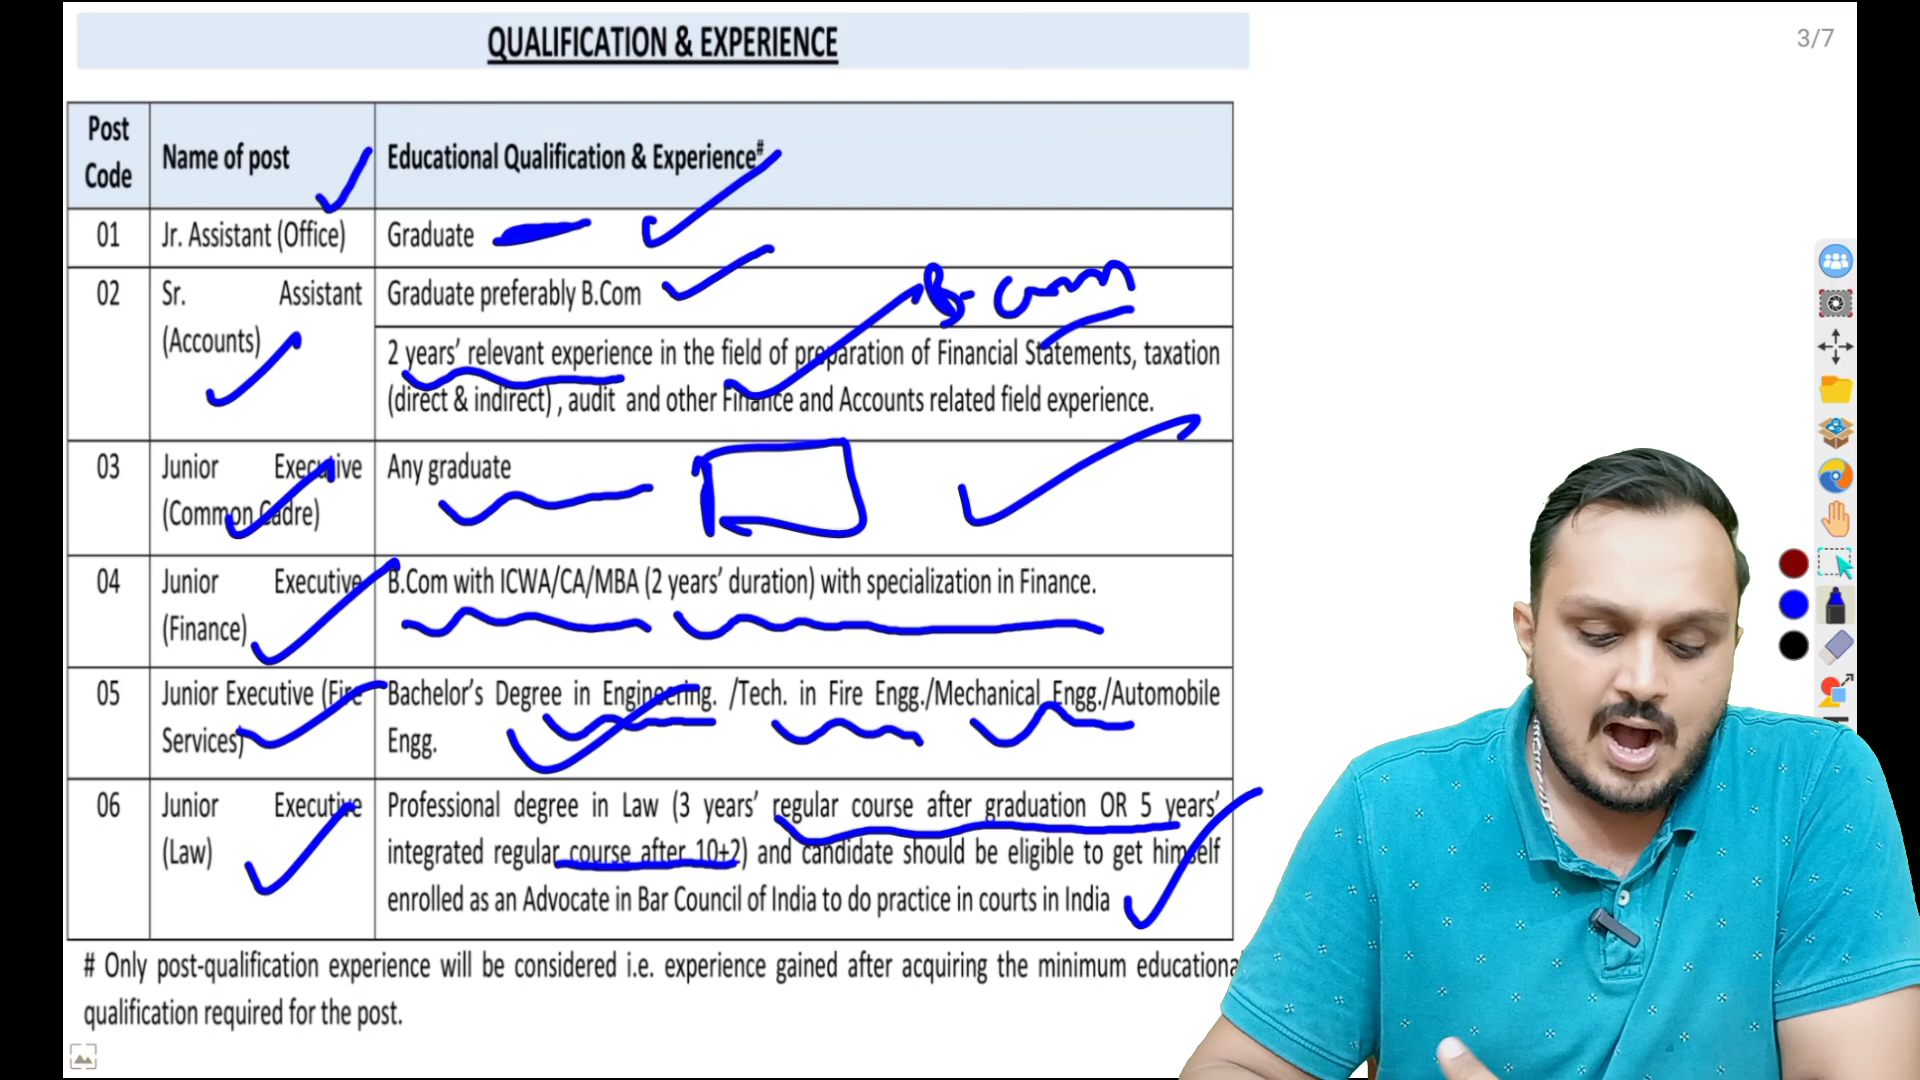 QUALIFICATION & EXPERIENCE
3/7
Post Code
Name of post
Educational Qualification & Experience#
01
Jr. Assistant (Office)
Graduate
02
Sr. Assistant
(Accounts)
Graduate preferably B.Com
B. Com
2 years' relevant experience in the field of preparation of Financial Statements, taxation
(direct & indirect) , audit and other Finance and Accounts related field experience.
03
Junior Executive
(Common Cadre)
Any graduate
04
Junior Executive
(Finance)
B.Com with ICWA/CA/MBA (2 years' duration) with specialization in Finance.
05
Junior Executive (Fire
Services)
Bachelor's Degree in Engineering. /Tech. in Fire Engg./Mechanical Engg./Automobile
Engg.
06
Junior Executive
(Law)
Professional degree in Law (3 years' regular course after graduation OR 5 years'
integrated regular course after 10+2) and candidate should be eligible to get himself
enrolled as an Advocate in Bar Council of India to do practice in courts in India
# Only post-qualification experience will be considered i.e. experience gained after acquiring the minimum educationa
qualification required for the post.